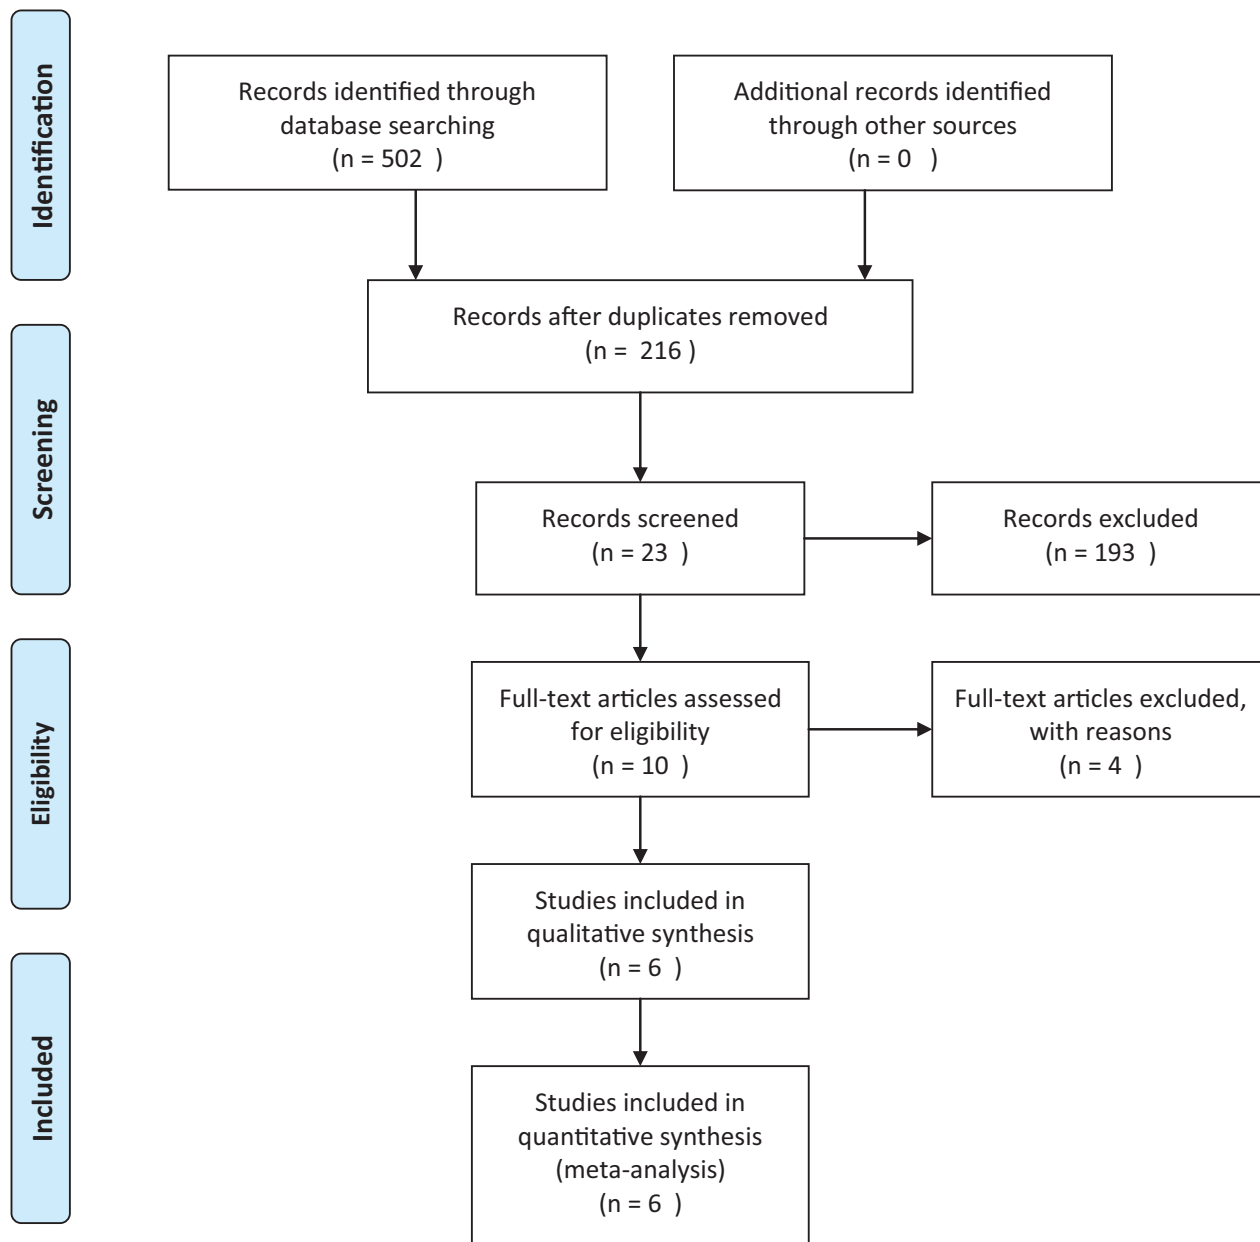 Identification
Records identified through
database searching
(n = 502 )
Additional records identified
through other sources
(n = 0 )
Records after duplicates removed
(n = 216 )
Screening
Records screened
(n = 23 )
Records excluded
(n = 193 )
Eligibility
Full-text articles assessed
for eligibility
(n = 10 )
Full-text articles excluded,
with reasons
(n = 4 )
Studies included in
qualitative synthesis
(n = 6 )
Included
Studies included in
quantitative synthesis
(meta-analysis)
(n = 6 )